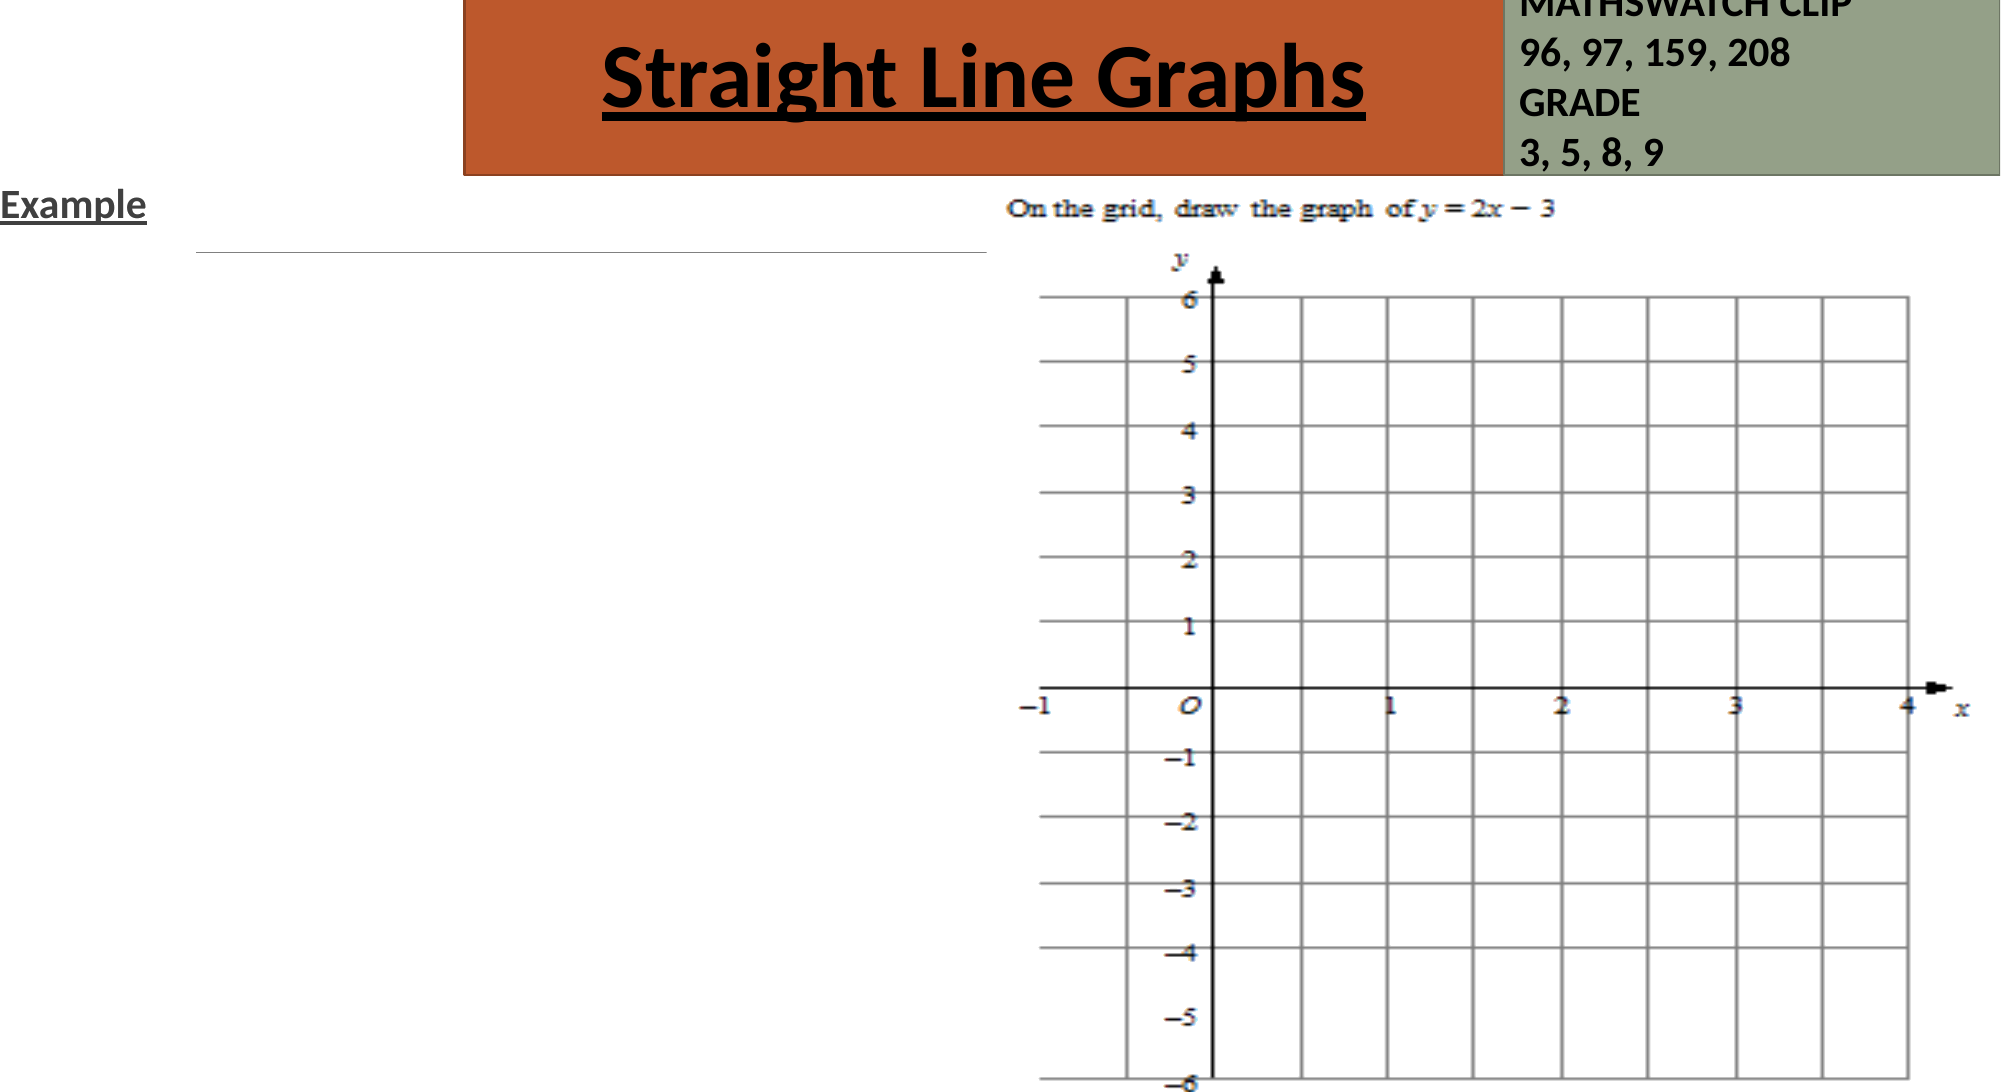 Straight Line Graphs
MATHSWATCH CLIP
96, 97, 159, 208
GRADE
3, 5, 8, 9
Example
On the grid, draw the graph of y = 2x − 3
y
6
5
4
3
2
1
–1 O 1 2 3 4 x
–1
–2
–3
–4
–5
–6